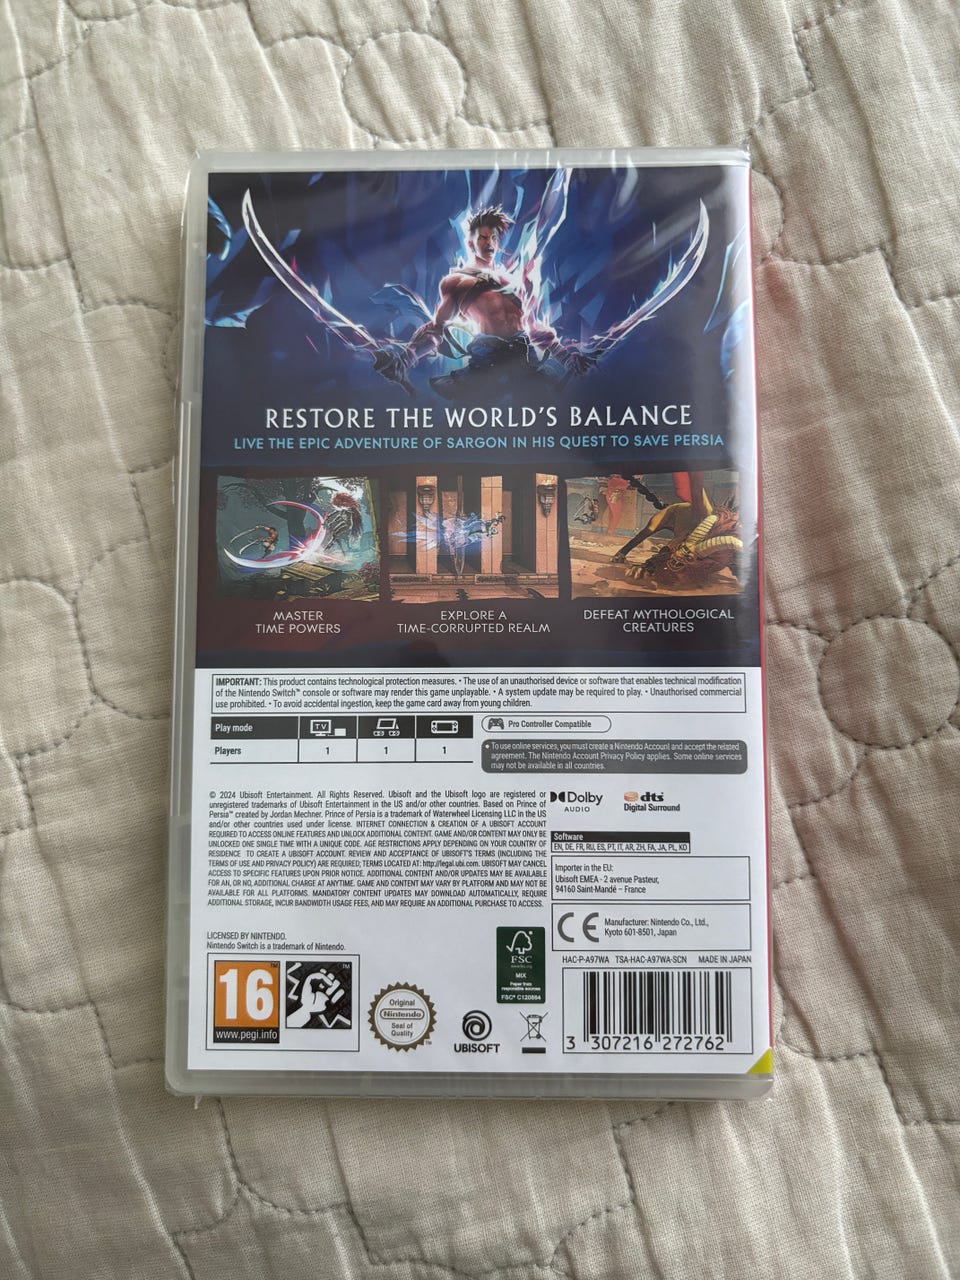 RESTORE THE WORLD'S BALANCE
LIVE THE EPIC ADVENTURE OF SARGON IN HIS QUEST TO SAVE PERSIA
MASTER
TIME POWERS
EXPLORE A
TIME-CORRUPTED REALM
DEFEAT MYTHOLOGICAL
CREATURES
IMPORTANT: This product contains technological protection measures. • The use of an unauthorised device or software that enables technical modification
of the Nintendo Switch™ console or software may render this game unplayable. • A system update may be required to play. • Unauthorised commercial
use prohibited. • To avoid accidental ingestion, keep the game card away from young children.
Play mode
TV
Players
1
1
1
Pro Controller Compatible
• To use online services, you must create a Nintendo Account and accept the related
agreement. The Nintendo Account Privacy Policy applies. Some online services
may not be available in all countries.
© 2024 Ubisoft Entertainment. All Rights Reserved. Ubisoft and the Ubisoft logo are registered or
unregistered trademarks of Ubisoft Entertainment in the US and/or other countries. Based on Prince of
Persia™ created by Jordan Mechner. Prince of Persia is a trademark of Waterwheel Licensing LLC in the US
and/or other countries used under license. INTERNET CONNECTION & CREATION OF A UBISOFT ACCOUNT
REQUIRED TO ACCESS ONLINE FEATURES AND UNLOCK ADDITIONAL CONTENT. GAME AND/OR CONTENT MAY ONLY BE
UNLOCKED ONE SINGLE TIME WITH A UNIQUE CODE. AGE RESTRICTIONS APPLY DEPENDING ON YOUR COUNTRY OF
RESIDENCE TO CREATE A UBISOFT ACCOUNT. REVIEW AND ACCEPTANCE OF UBISOFT'S TERMS (INCLUDING THE
TERMS OF USE AND PRIVACY POLICY) ARE REQUIRED; TERMS LOCATED AT: http://legal.ubi.com. UBISOFT MAY CANCEL
ACCESS TO SPECIFIC FEATURES UPON PRIOR NOTICE. ADDITIONAL CONTENT AND/OR UPDATES MAY BE AVAILABLE
FOR AN, OR NO, ADDITIONAL CHARGE AT ANYTIME. GAME AND CONTENT MAY VARY BY PLATFORM AND MAY NOT BE
AVAILABLE FOR ALL PLATFORMS. MANDATORY CONTENT UPDATES MAY DOWNLOAD AUTOMATICALLY, REQUIRE
ADDITIONAL STORAGE, INCUR BANDWIDTH USAGE FEES, AND MAY REQUIRE AN ADDITIONAL PURCHASE TO ACCESS.
Dolby
AUDIO
dts
Digital Surround
Software
EN, DE, FR, RU, ES, PT, IT, AR, ZH, FA, JA, PL, KO
Importer in the EU:
Ubisoft EMEA - 2 avenue Pasteur,
94160 Saint-Mandé – France
CE
Manufacturer: Nintendo Co., Ltd.,
Kyoto 601-8501, Japan
LICENSED BY NINTENDO.
Nintendo Switch is a trademark of Nintendo.
HAC-P-A97WA TSA-HAC-A97WA-SCN MADE IN JAPAN
16
www.pegi.info
TM
Original
Nintendo
Seal of
Quality
TM
UBISOFT
FSC
www.fsc.org
MIX
Paper from
responsible sources
FSC® C120884
3 307216 272762